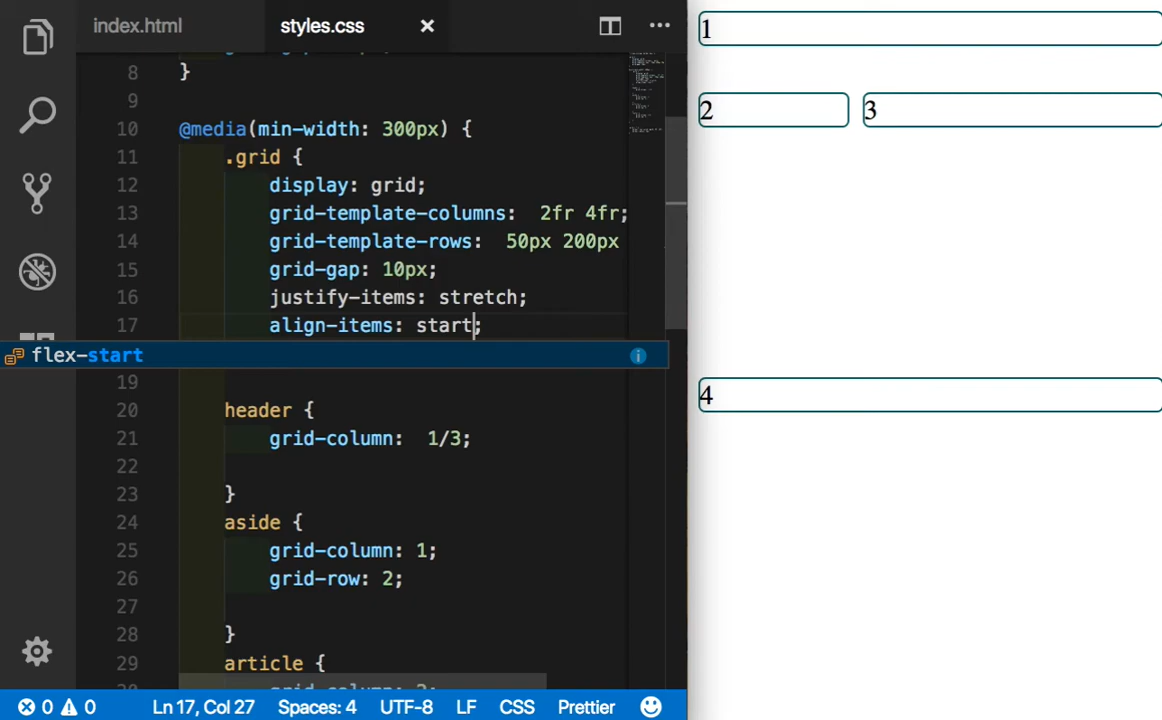 index.html styles.css
8 }
9
10 @media(min-width: 300px) {
11 .grid {
12 display: grid;
13 grid-template-columns: 2fr 4fr;
14 grid-template-rows: 50px 200px
15 grid-gap: 10px;
16 justify-items: stretch;
17 align-items: start;
flex-start
19
20 header {
21 grid-column: 1/3;
22
23 }
24 aside {
25 grid-column: 1;
26 grid-row: 2;
27
28 }
29 article {
0 0 Ln 17, Col 27 Spaces: 4 UTF-8 LF CSS Prettier
1
2 3
4